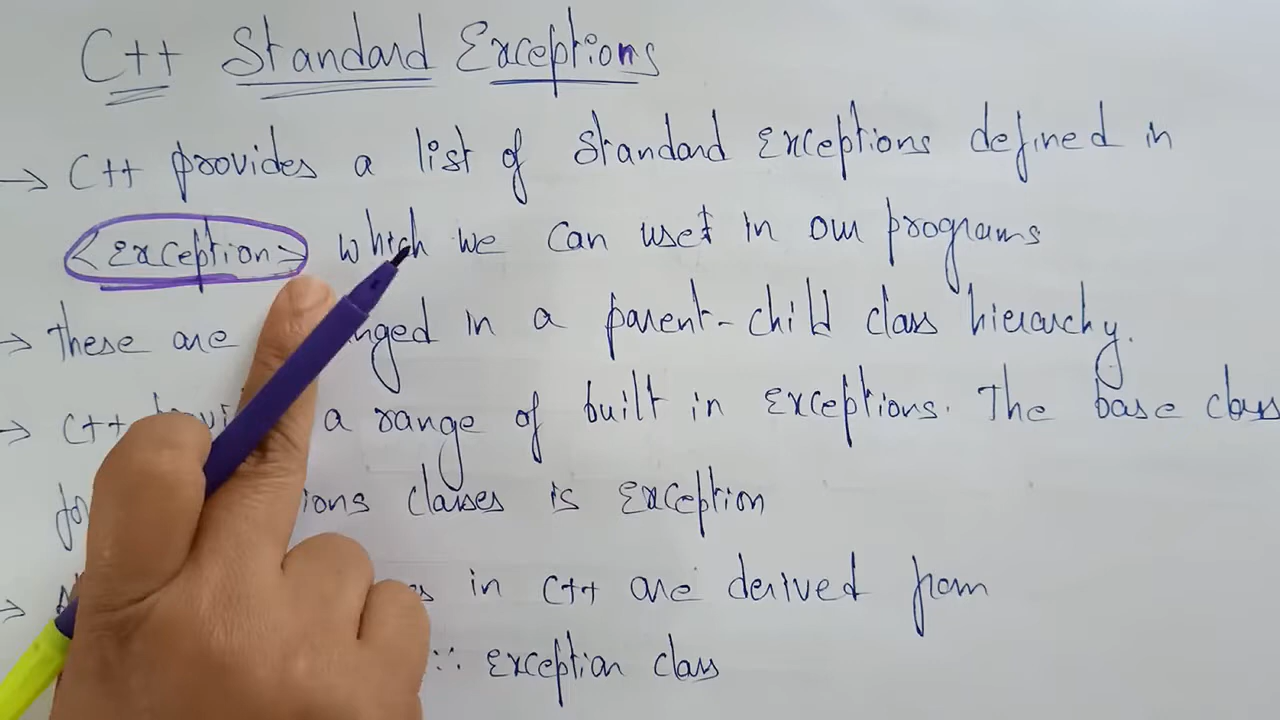 C++ Standard Exceptions
→ C++ provides a list of standard exceptions defined in
<exception> which we can use in our programs
→ These are in a parent-child class hierarchy.
→ C++ a range of built in exceptions. The base class
classes is exception
→ in C++ are derived from
:: exception class